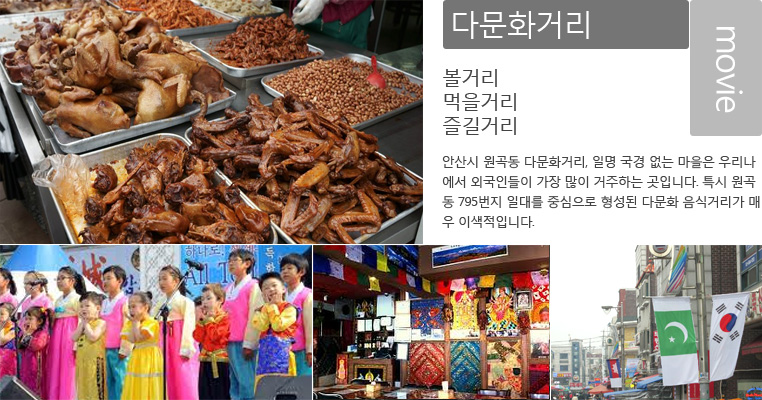 다문화거리
movie
볼거리
먹을거리
즐길거리
안산시 원곡동 다문화거리, 일명 국경 없는 마을은 우리나
에서 외국인들이 가장 많이 거주하는 곳입니다. 특시 원곡
동 795번지 일대를 중심으로 형성된 다문화 음식거리가 매
우 이색적입니다.
하나로,
All T